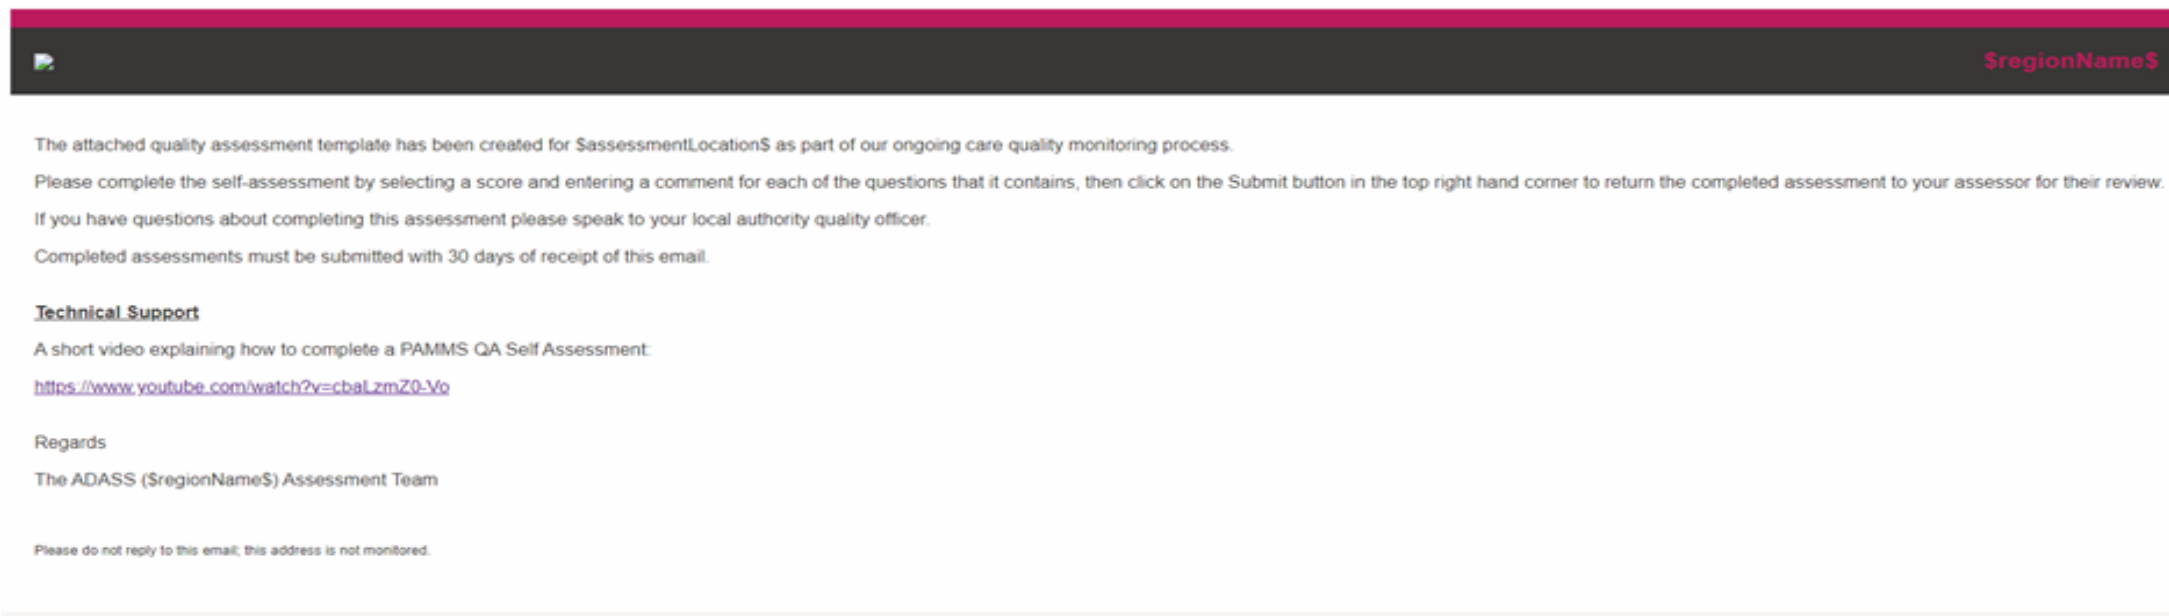 $regionName$
The attached quality assessment template has been created for $assessmentLocation$ as part of our ongoing care quality monitoring process.
Please complete the self-assessment by selecting a score and entering a comment for each of the questions that it contains, then click on the Submit button in the top right hand corner to return the completed assessment to your assessor for their review.
If you have questions about completing this assessment please speak to your local authority quality officer.
Completed assessments must be submitted with 30 days of receipt of this email.
Technical Support
A short video explaining how to complete a PAMMS QA Self Assessment:
https://www.youtube.com/watch?v=cbaLzmZ0-Vo
Regards
The ADASS ($regionName$) Assessment Team
Please do not reply to this email; this address is not monitored.